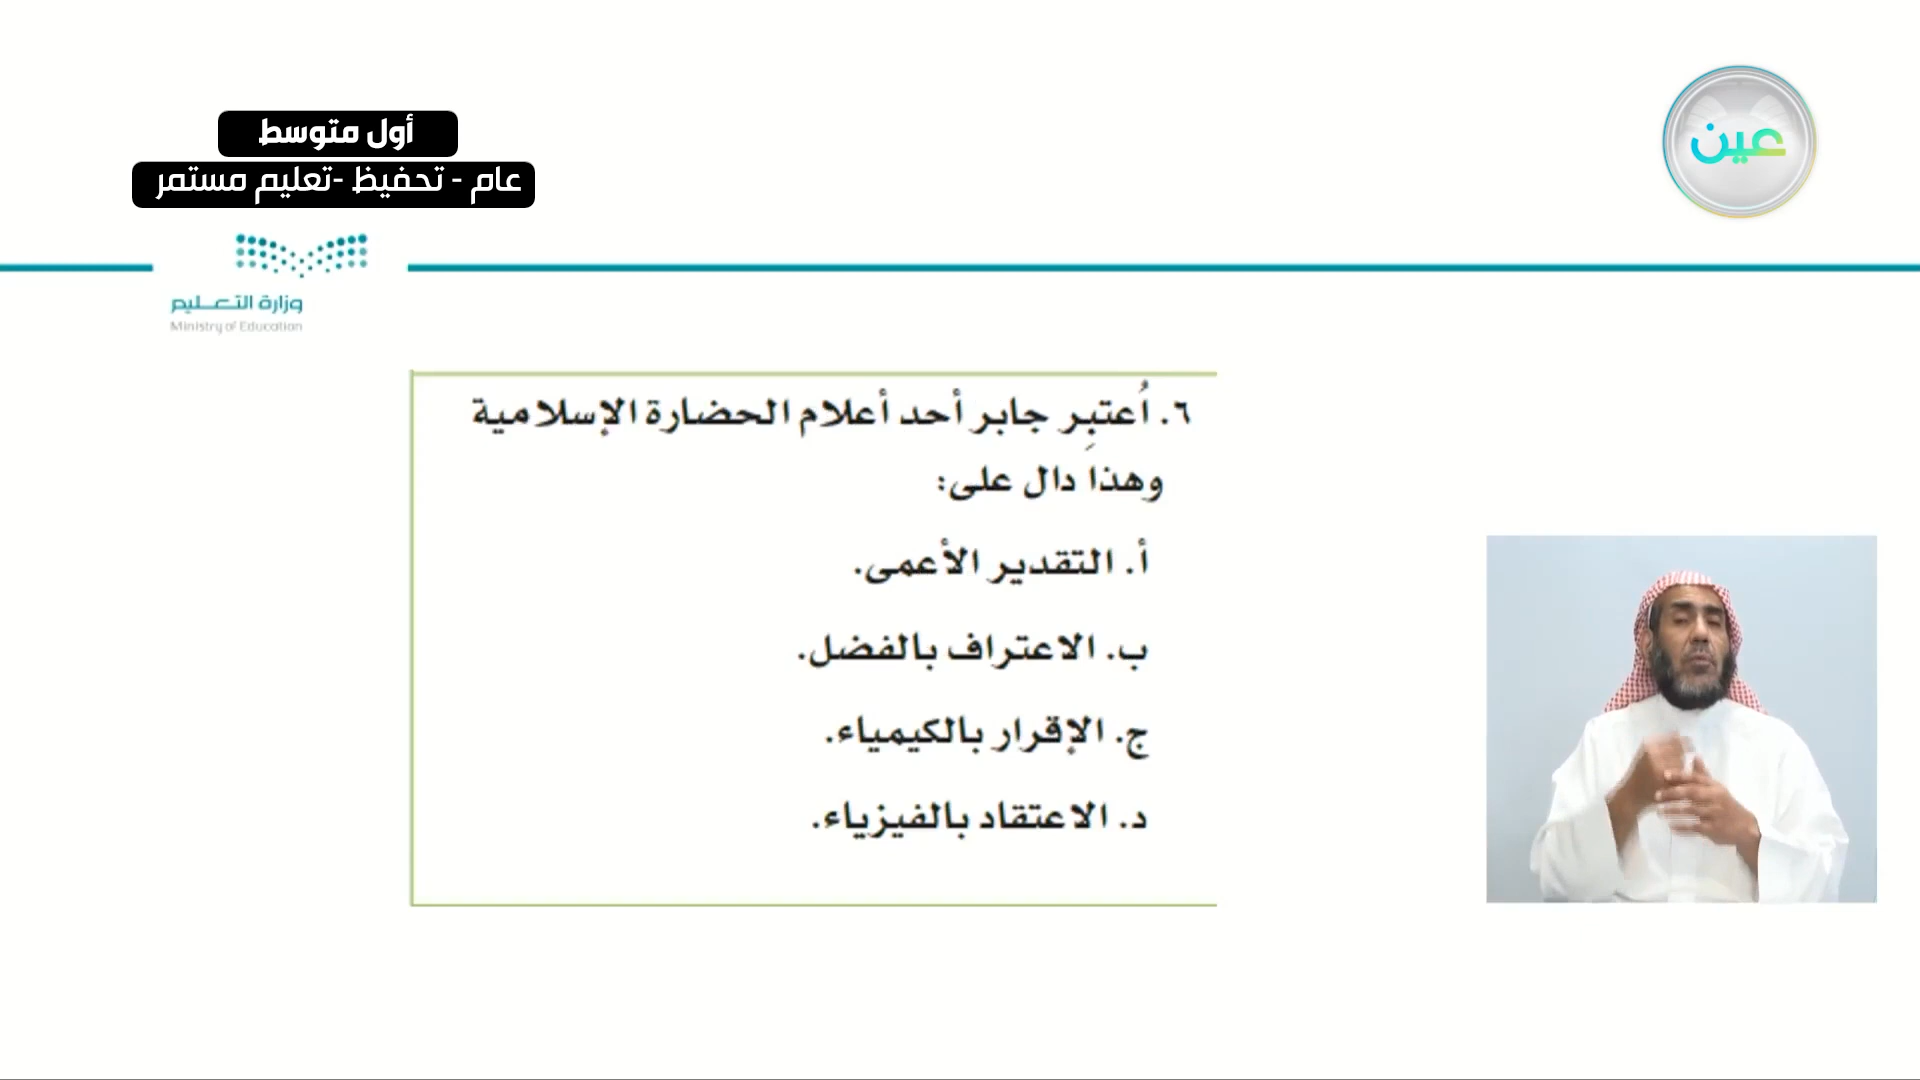 عين
أول متوسط
عام - تحفيظ -تعليم مستمر
وزارة التعـــليم
Ministry of Education
٦. اُعتبِر جابر أحد أعلام الحضارة الإسلامية
وهذا دال على:
أ. التقدير الأعمى.
ب. الاعتراف بالفضل.
ج. الإقرار بالكيمياء.
د. الاعتقاد بالفيزياء.